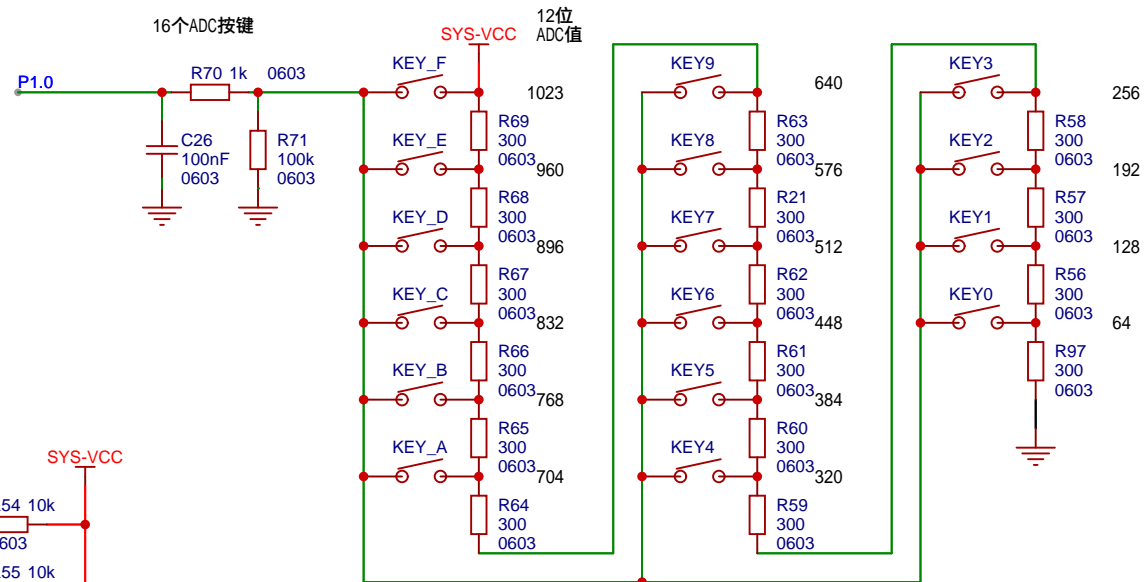 16个ADC按键
12位
ADC值
SYS-VCC
P1.0
R70 1k 0603
C26
100nF
0603
R71
100k
0603
KEY_F
1023
R69
300
0603
KEY_E
960
R68
300
0603
KEY_D
896
R67
300
0603
KEY_C
832
R66
300
0603
KEY_B
768
R65
300
0603
KEY_A
704
R64
300
0603
KEY9
640
R63
300
0603
KEY8
576
R21
300
0603
KEY7
512
R62
300
0603
KEY6
448
R61
300
0603
KEY5
384
R60
300
0603
KEY4
320
R59
300
0603
KEY3
256
R58
300
0603
KEY2
192
R57
300
0603
KEY1
128
R56
300
0603
KEY0
64
R97
300
0603
SYS-VCC
54 10k
603
55 10k